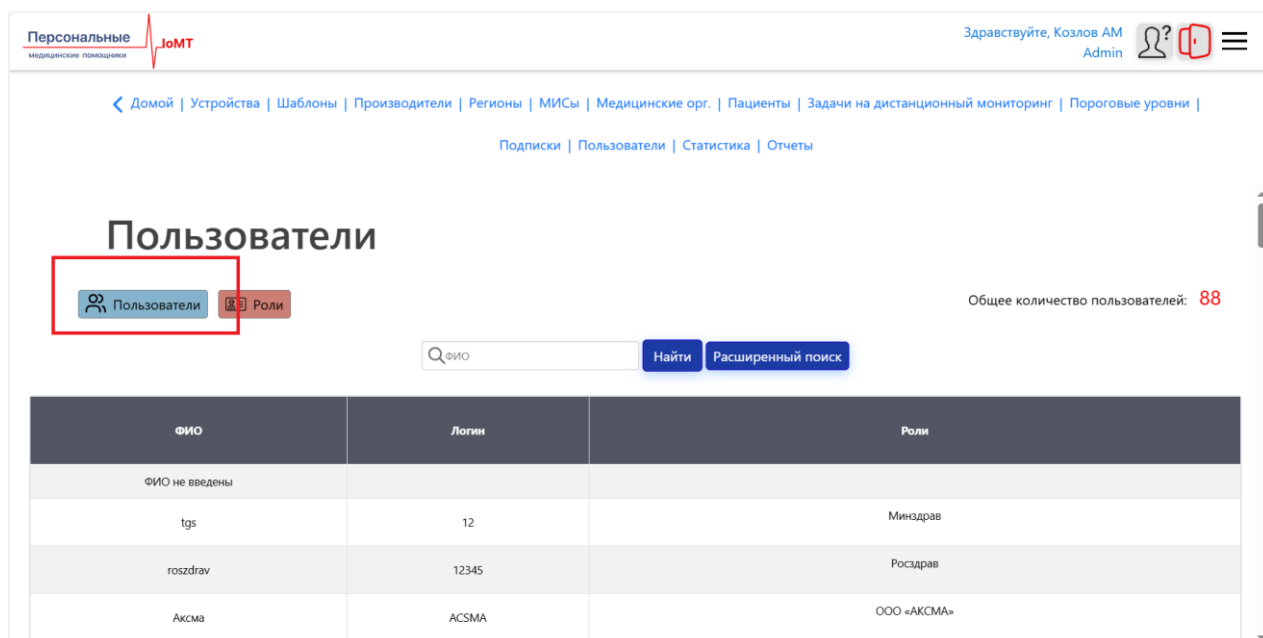 Персональные
IoMT
медицинские помощники
Здравствуйте, Козлов АМ
Admin
Домой | Устройства | Шаблоны | Производители | Регионы | МИСы | Медицинские орг. | Пациенты | Задачи на дистанционный мониторинг | Пороговые уровни |
Подписки | Пользователи | Статистика | Отчеты
Пользователи
Пользователи Роли Общее количество пользователей: 88
ФИО Найти Расширенный поиск
ФИО Логин Роли
ФИО не введены
tgs 12 Минздрав
roszdrav 12345 Росздрав
Аксма ACSMA ООО «АКСМА»